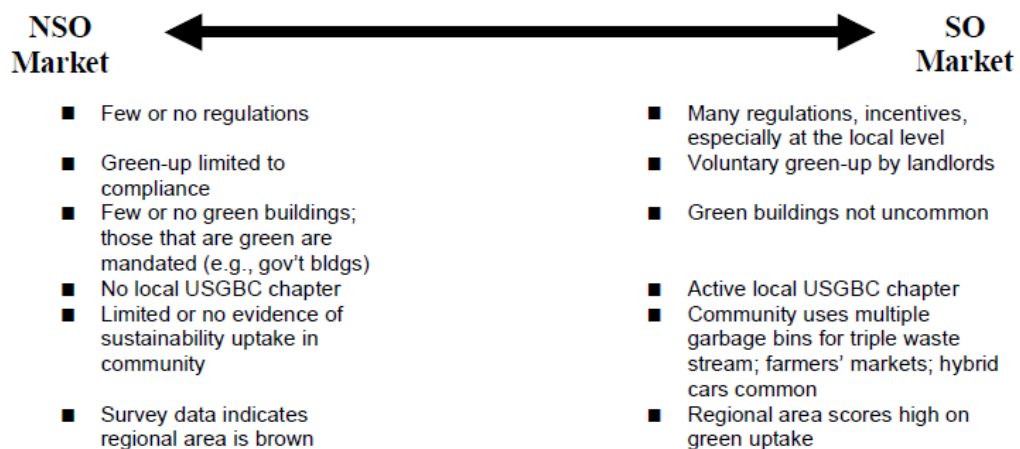 NSO
Market
SO
Market
■ Few or no regulations
■ Green-up limited to
compliance
■ Few or no green buildings;
those that are green are
mandated (e.g., gov't bldgs)
■ No local USGBC chapter
■ Limited or no evidence of
sustainability uptake in
community
■ Survey data indicates
regional area is brown
■ Many regulations, incentives,
especially at the local level
■ Voluntary green-up by landlords
■ Green buildings not uncommon
■ Active local USGBC chapter
■ Community uses multiple
garbage bins for triple waste
stream; farmers' markets; hybrid
cars common
■ Regional area scores high on
green uptake